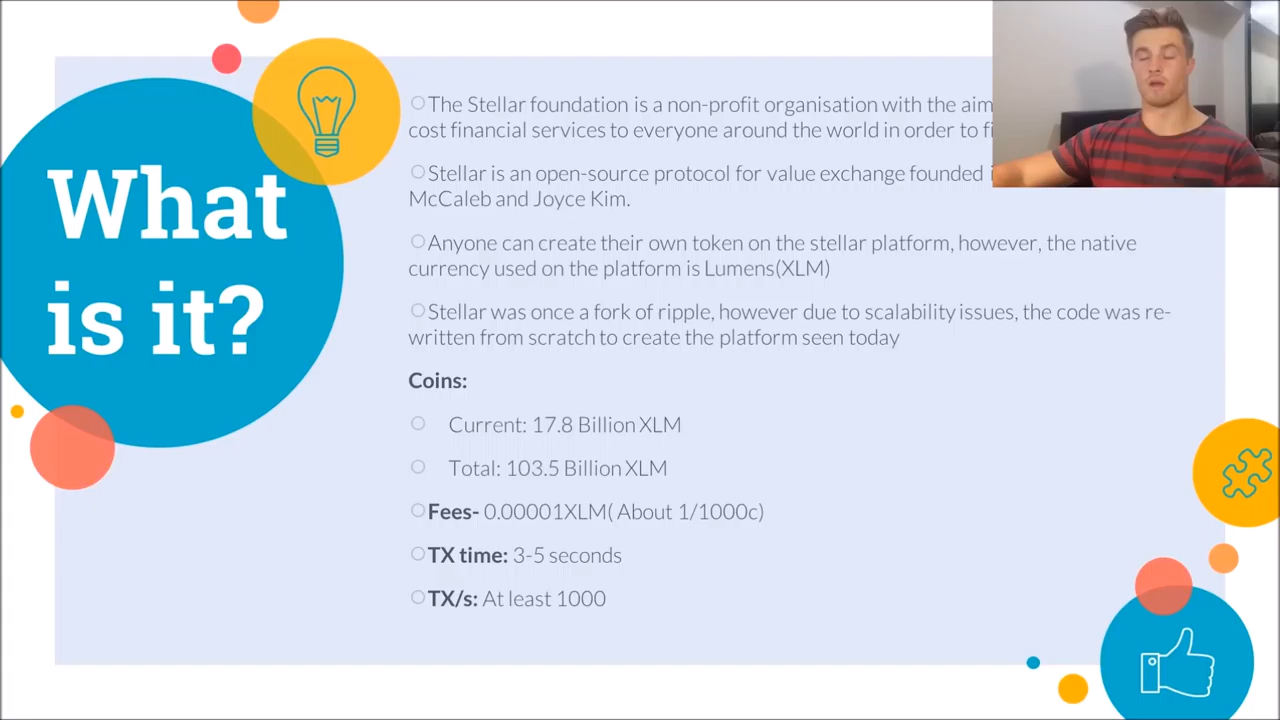 What
is it?
The Stellar foundation is a non-profit organisation with the aim
cost financial services to everyone around the world in order to
Stellar is an open-source protocol for value exchange founded
McCaleb and Joyce Kim.
Anyone can create their own token on the stellar platform, however, the native
currency used on the platform is Lumens(XLM)
Stellar was once a fork of ripple, however due to scalability issues, the code was re-
written from scratch to create the platform seen today
Coins:
Current: 17.8 Billion XLM
Total: 103.5 Billion XLM
Fees- 0.00001XLM( About 1/1000c)
TX time: 3-5 seconds
TX/s: At least 1000